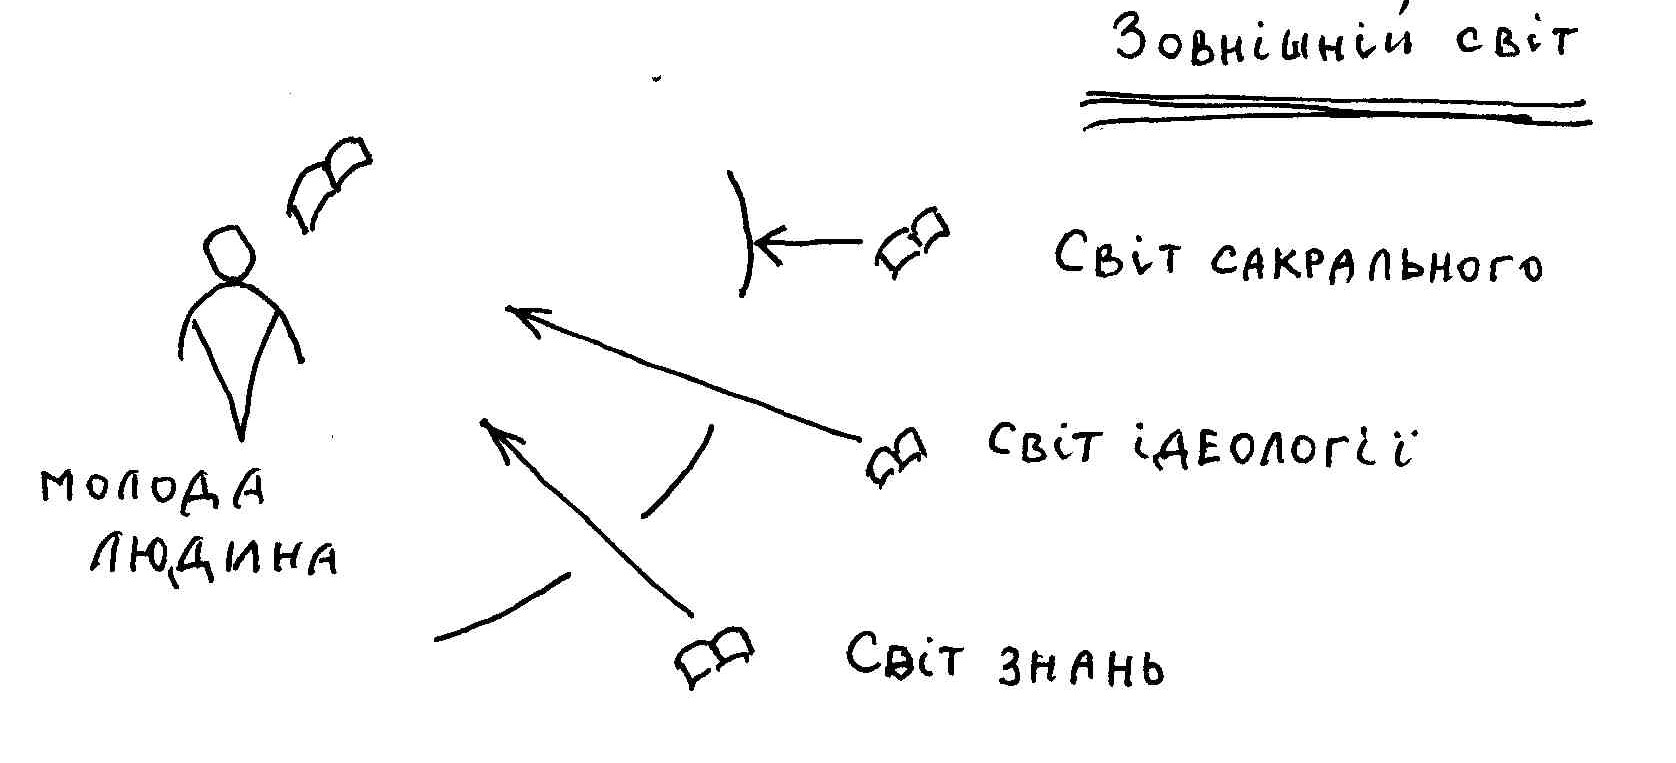 Зовнішній світ
Світ сакрального
Світ ідеології
молода
людина
Світ знань